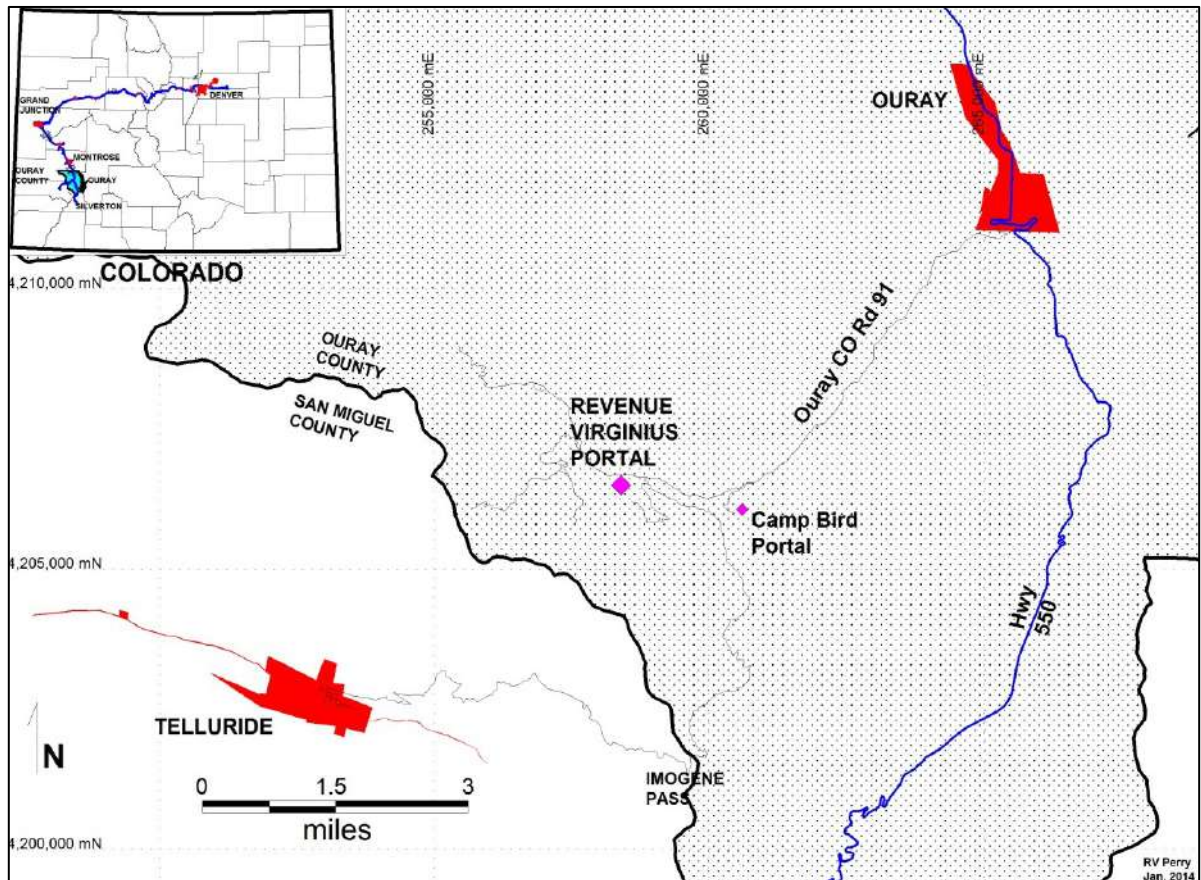 GRAND
JUNCTION
DENVER
MONTROSE
OURAY
COUNTY
OURAY
SILVERTON
COLORADO
255,000 mE
260,000 mE
265,000 mE
OURAY
4,210,000 mN
Ouray CO Rd 91
OURAY
COUNTY
SAN MIGUEL
COUNTY
REVENUE
VIRGINIUS
PORTAL
Camp Bird
Portal
4,205,000 mN
Hwy
550
TELLURIDE
N
0 1.5 3
miles
IMOGENE
PASS
4,200,000 mN
RV Perry
Jan. 2014